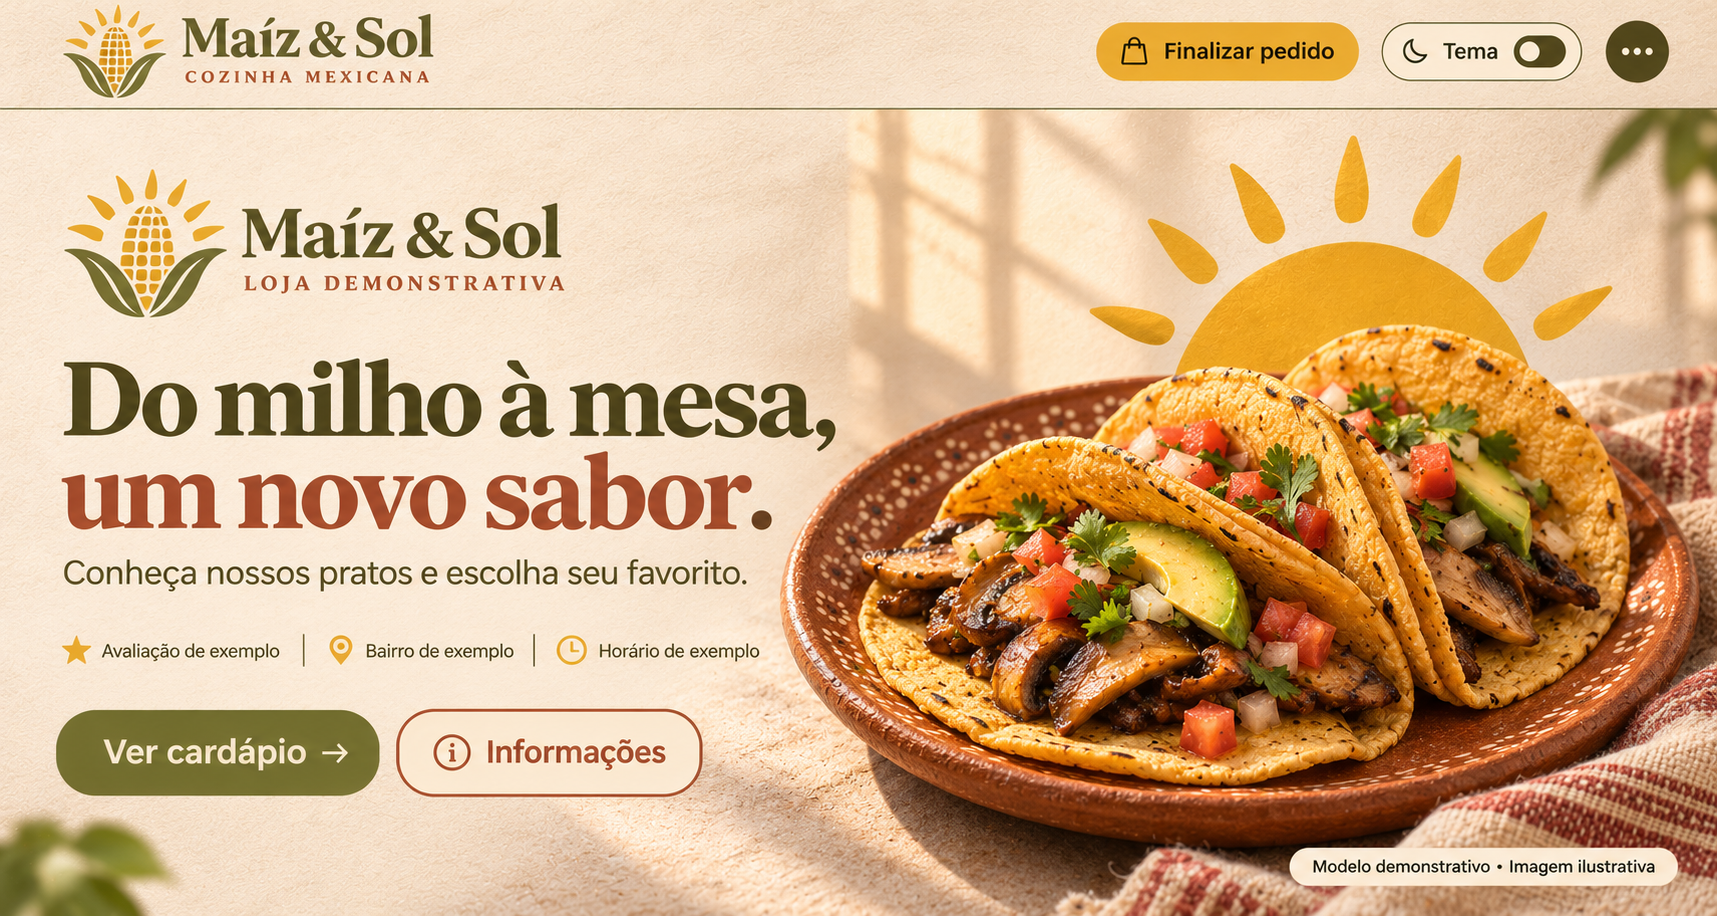 Maíz & Sol
COZINHA MEXICANA
Finalizar pedido
Tema
Maíz & Sol
LOJA DEMONSTRATIVA
Do milho à mesa,
um novo sabor.
Conheça nossos pratos e escolha seu favorito.
Avaliação de exemplo
Bairro de exemplo
Horário de exemplo
Ver cardápio →
Informações
Modelo demonstrativo • Imagem ilustrativa